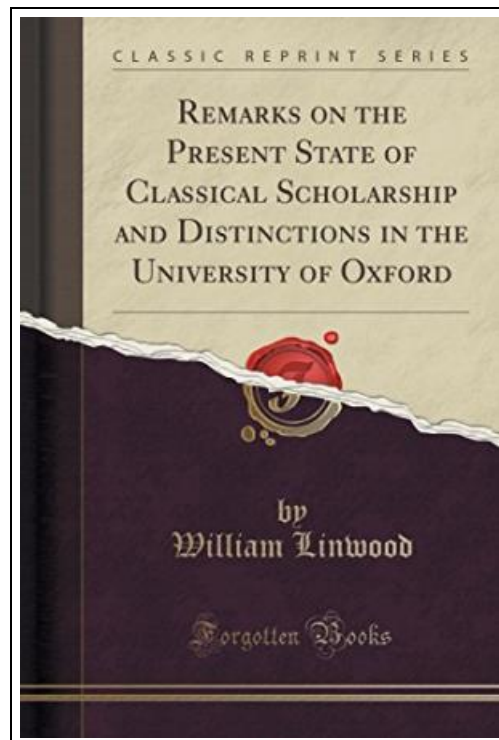 CLASSIC REPRINT SERIES
REMARKS ON THE
PRESENT STATE OF
CLASSICAL SCHOLARSHIP
AND DISTINCTIONS IN THE
UNIVERSITY OF OXFORD
by
William Linwood
Forgotten Books